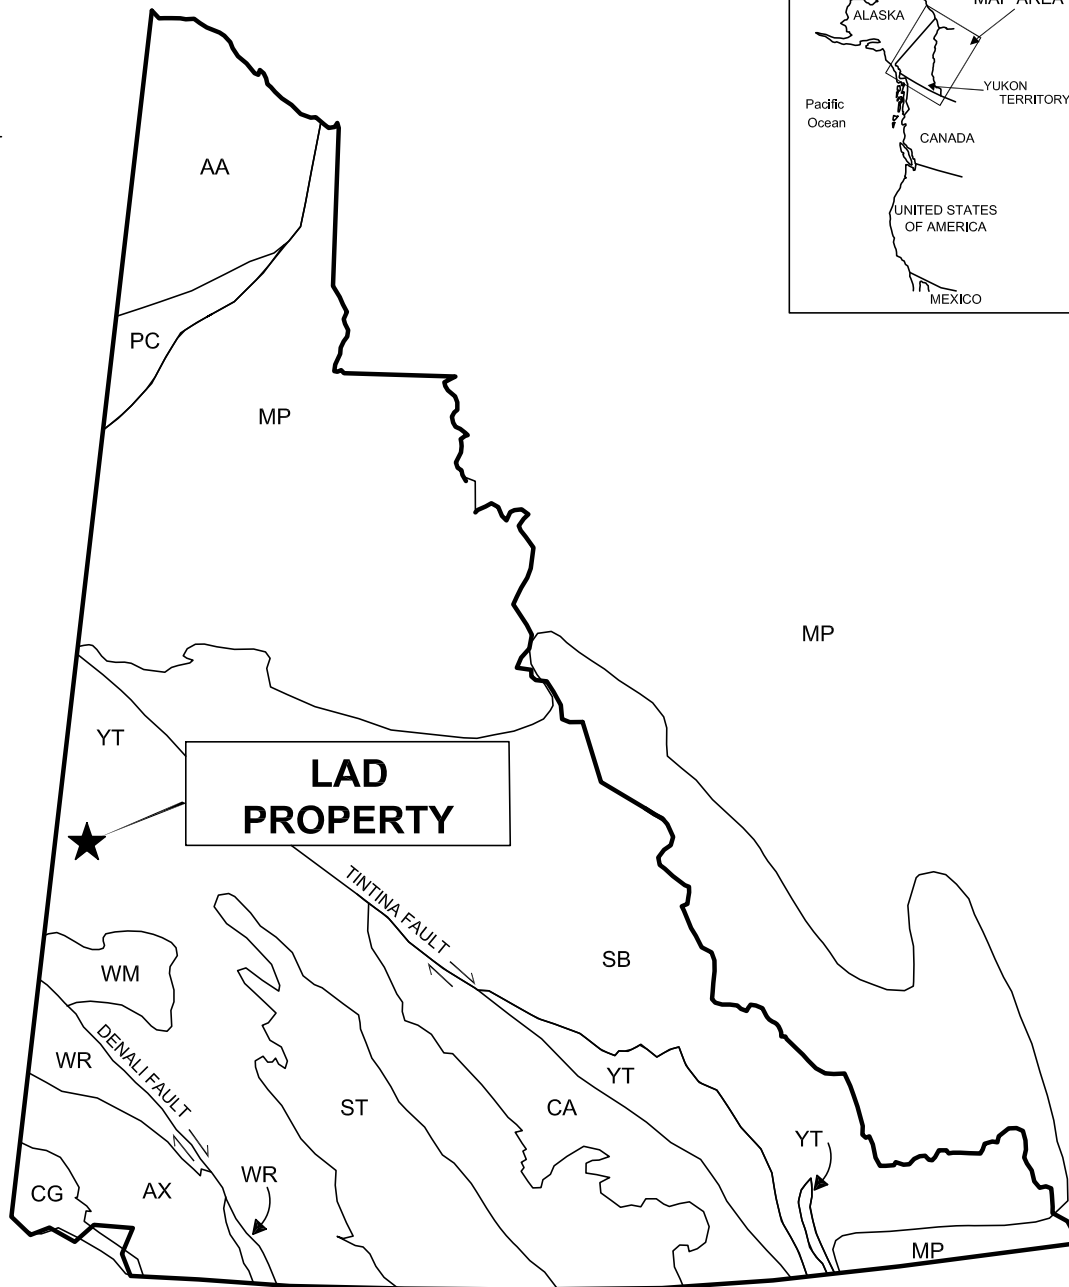 MAP AREA
ALASKA
YUKON
TERRITORY
Pacific
Ocean
CANADA
UNITED STATES
OF AMERICA
MEXICO
AA
PC
MP
MP
YT
LAD
PROPERTY
TINTINA FAULT
SB
WM
DENALI FAULT
WR
YT
ST
CA
YT
WR
CG
AX
MP